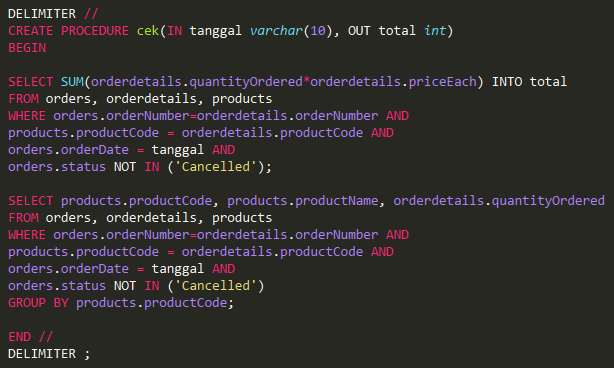 DELIMITER //
CREATE PROCEDURE cek(IN tanggal varchar(10), OUT total int)
BEGIN
SELECT SUM(orderdetails.quantityOrdered*orderdetails.priceEach) INTO total
FROM orders, orderdetails, products
WHERE orders.orderNumber=orderdetails.orderNumber AND
products.productCode = orderdetails.productCode AND
orders.orderDate = tanggal AND
orders.status NOT IN ('Cancelled');
SELECT products.productCode, products.productName, orderdetails.quantityOrdered
FROM orders, orderdetails, products
WHERE orders.orderNumber=orderdetails.orderNumber AND
products.productCode = orderdetails.productCode AND
orders.orderDate = tanggal AND
orders.status NOT IN ('Cancelled')
GROUP BY products.productCode;
END //
DELIMITER ;